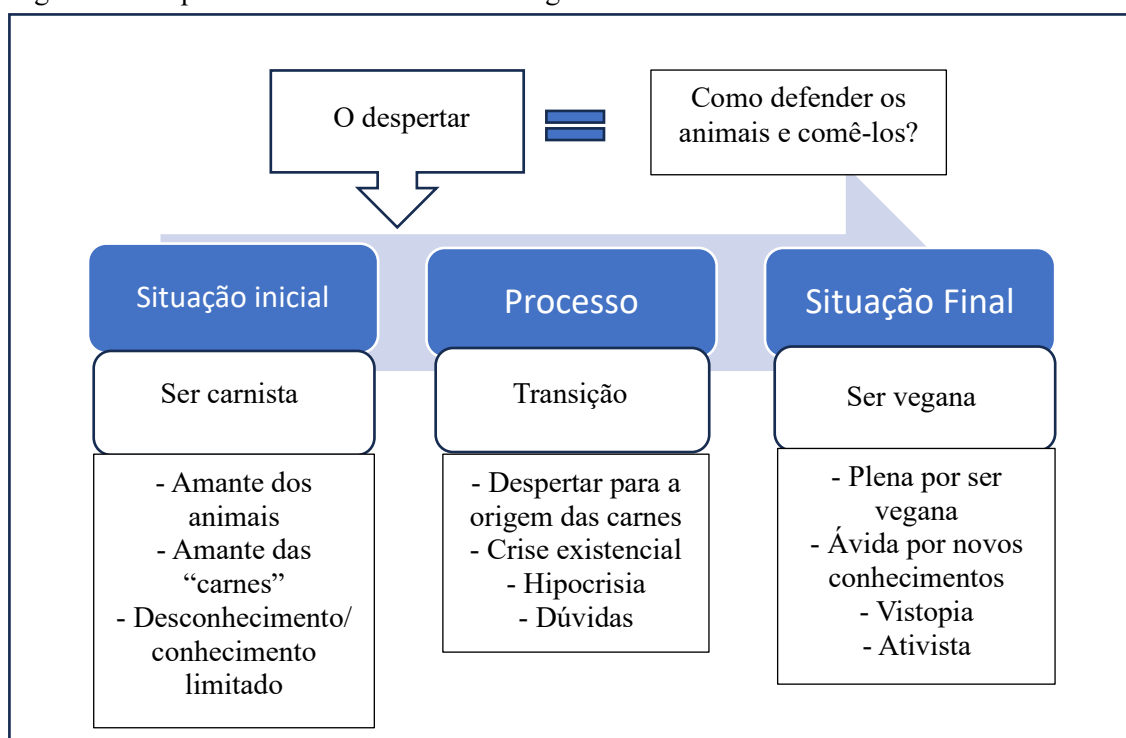 O despertar
Como defender os
animais e comê-los?
Situação inicial
Processo
Situação Final
Ser carnista
Transição
Ser vegana
- Amante dos
animais
- Amante das
“carnes”
- Desconhecimento/
conhecimento
limitado
- Despertar para a
origem das carnes
- Crise existencial
- Hipocrisia
- Dúvidas
- Plena por ser
vegana
- Ávida por novos
conhecimentos
- Vistopia
- Ativista